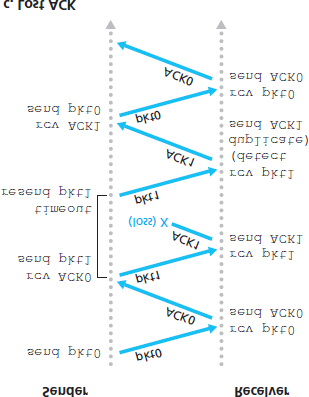 Sender
Receiver
send pkt0
pkt0
rcv pkt0
send ACK0
ACK0
rcv ACK0
send pkt1
pkt1
rcv pkt1
send ACK1
ACK1
(loss) X
timeout
resend pkt1
pkt1
rcv pkt1
(detect
duplicate)
send ACK1
ACK1
rcv ACK1
send pkt0
pkt0
rcv pkt0
send ACK0
ACK0
c. Lost ACK